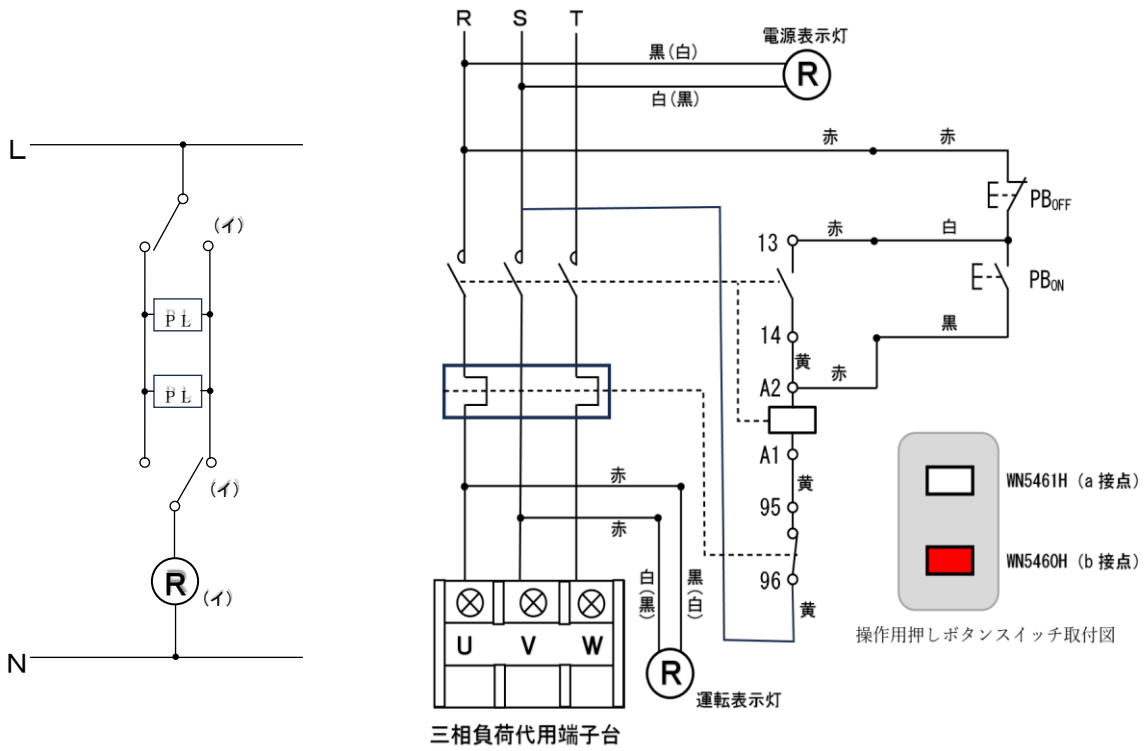 L
(イ)
PL
PL
(イ)
R
(イ)
N
R S T
電源表示灯
黒(白)
R
白(黒)
赤 赤
PBOFF
13 赤 白
PBON
14
黒
黄
A2 赤
A1
黄
赤
95
赤
96
黄
白(黒)
黒(白)
U V W
R
運転表示灯
三相負荷代用端子台
WN5461H (a 接点)
WN5460H (b 接点)
操作用押しボタンスイッチ取付図